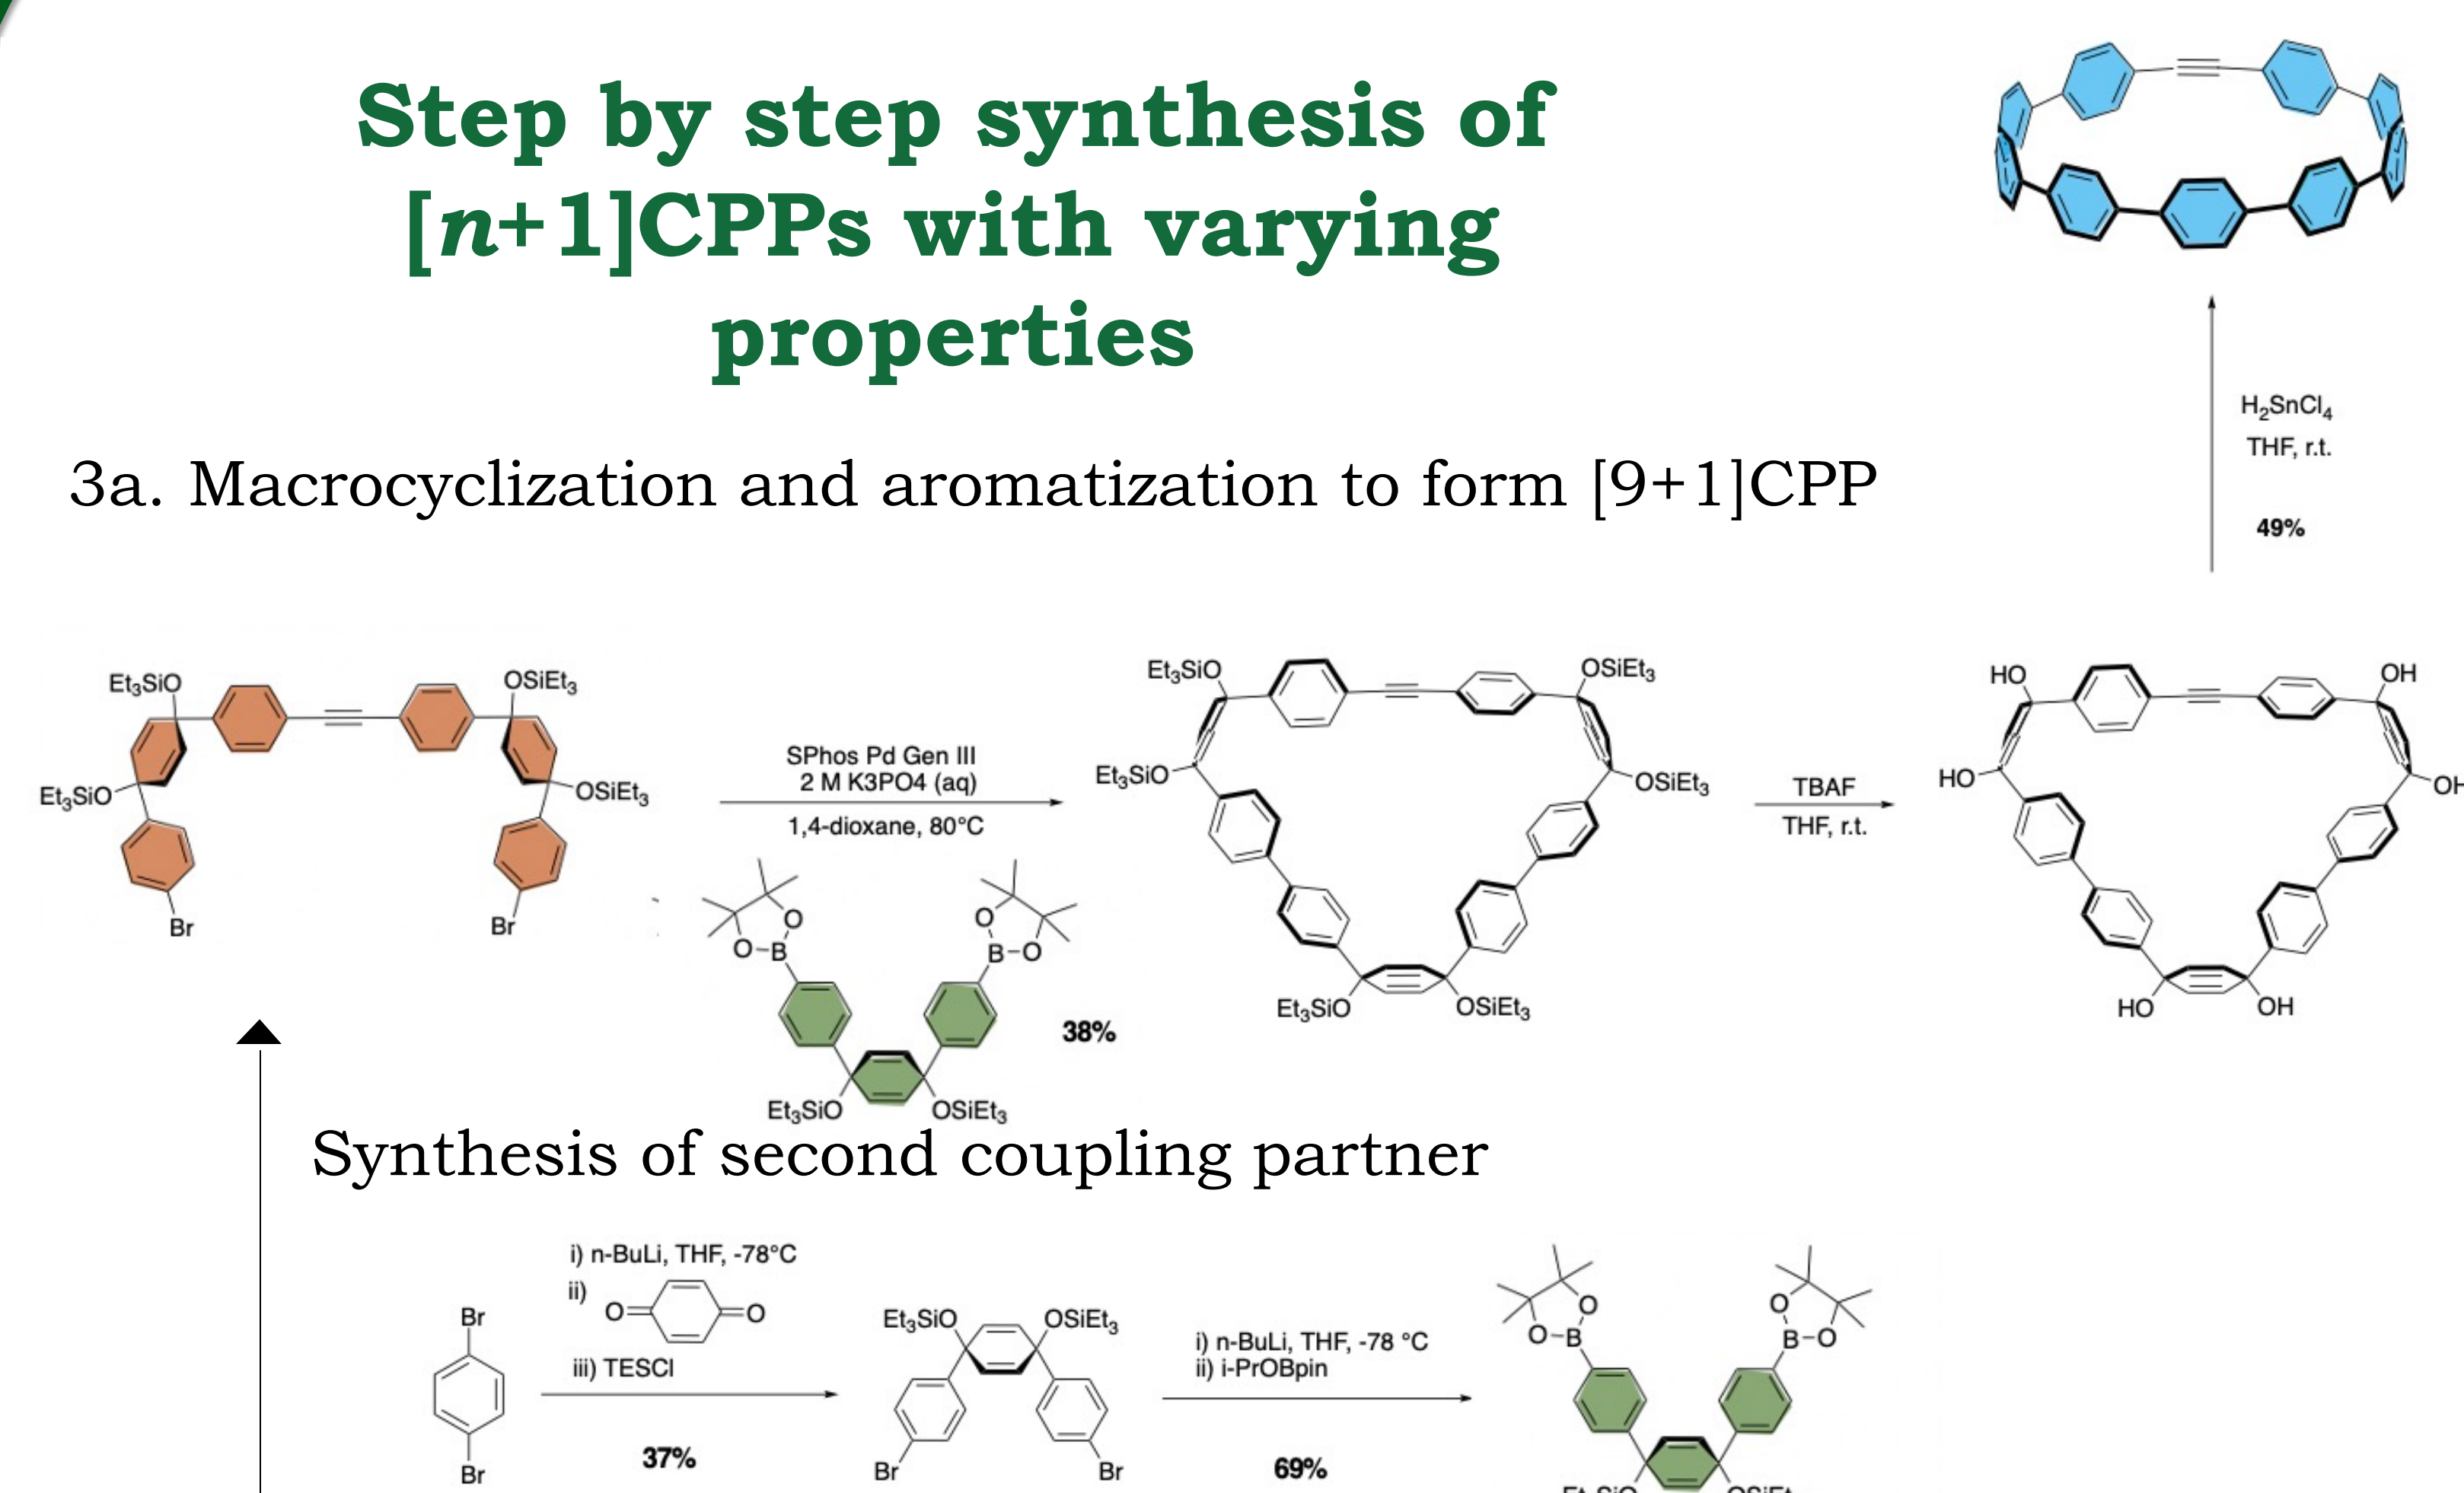 Step by step synthesis of
[n+1]CPPs with varying
properties
H₂SnCl₄
THF, r.t.
49%
3a. Macrocyclization and aromatization to form [9+1]CPP
Et₃SiO
OSiEt₃
Et₃SiO
OSiEt₃
Br
Br
SPhos Pd Gen III
2 M K3PO4 (aq)
1,4-dioxane, 80°C
O
O-B
O
B-O
Et₃SiO
OSiEt₃
38%
Et₃SiO
OSiEt₃
Et₃SiO
OSiEt₃
Et₃SiO
OSiEt₃
TBAF
THF, r.t.
HO
OH
HO
OH
HO
OH
Synthesis of second coupling partner
Br
Br
i) n-BuLi, THF, -78°C
ii)
O
O
iii) TESCl
37%
Et₃SiO
OSiEt₃
Br
Br
i) n-BuLi, THF, -78 °C
ii) i-PrOBpin
69%
O
O-B
O
B-O